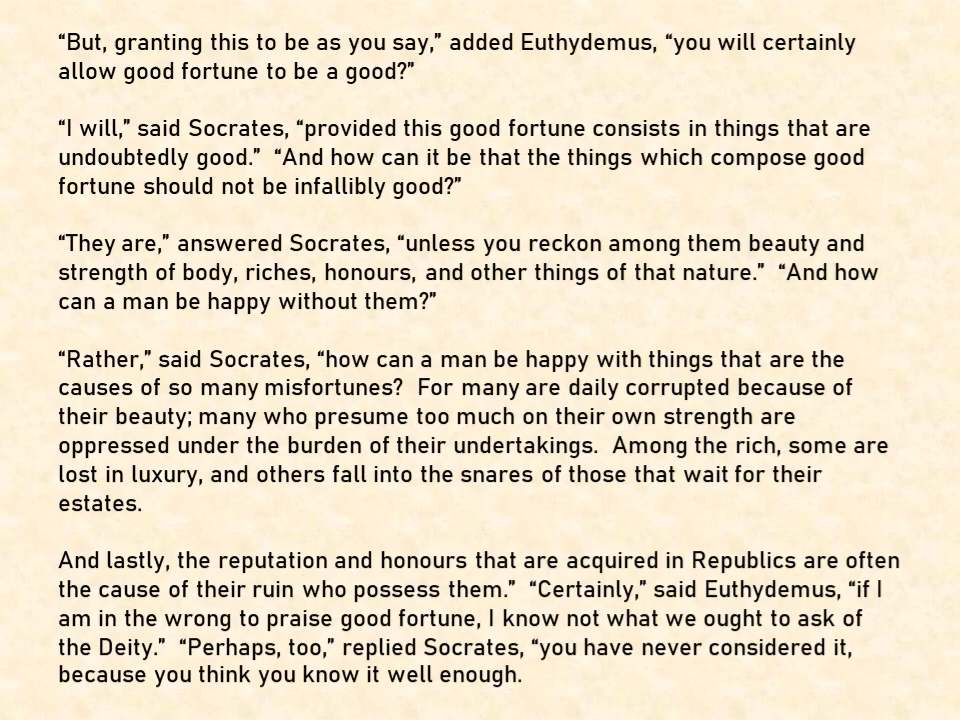 “But, granting this to be as you say,” added Euthydemus, “you will certainly
allow good fortune to be a good?”
“I will,” said Socrates, “provided this good fortune consists in things that are
undoubtedly good.”  “And how can it be that the things which compose good
fortune should not be infallibly good?”
“They are,” answered Socrates, “unless you reckon among them beauty and
strength of body, riches, honours, and other things of that nature.”  “And how
can a man be happy without them?”
“Rather,” said Socrates, “how can a man be happy with things that are the
causes of so many misfortunes?  For many are daily corrupted because of
their beauty; many who presume too much on their own strength are
oppressed under the burden of their undertakings.  Among the rich, some are
lost in luxury, and others fall into the snares of those that wait for their
estates.
And lastly, the reputation and honours that are acquired in Republics are often
the cause of their ruin who possess them.”  “Certainly,” said Euthydemus, “if I
am in the wrong to praise good fortune, I know not what we ought to ask of
the Deity.”  “Perhaps, too,” replied Socrates, “you have never considered it,
because you think you know it well enough.